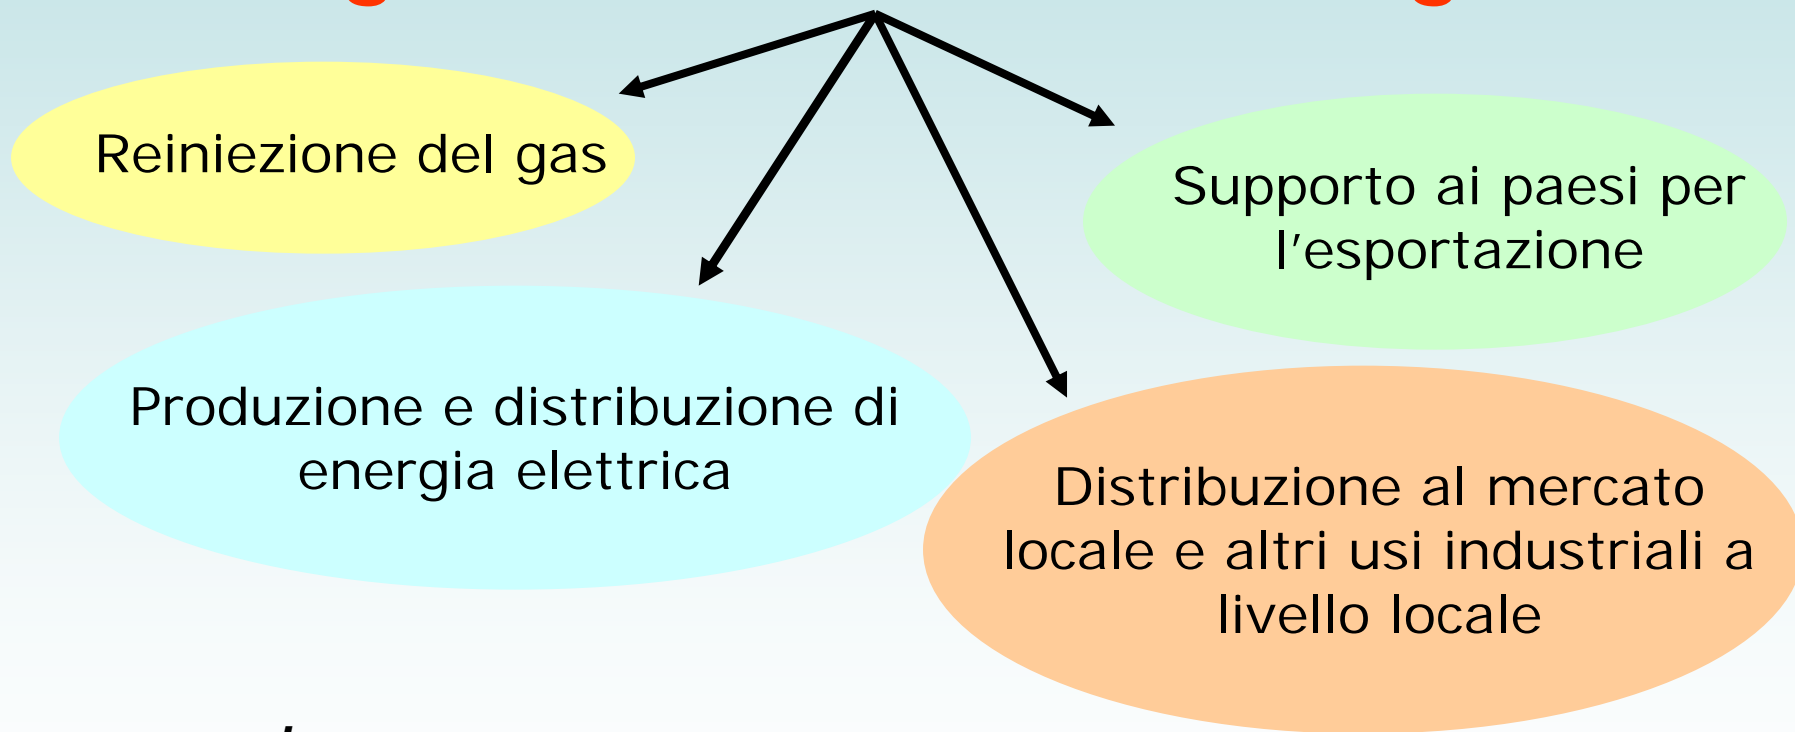 Reiniezione del gas
Supporto ai paesi per
l’esportazione
Produzione e distribuzione di
energia elettrica
Distribuzione al mercato
locale e altri usi industriali a
livello locale